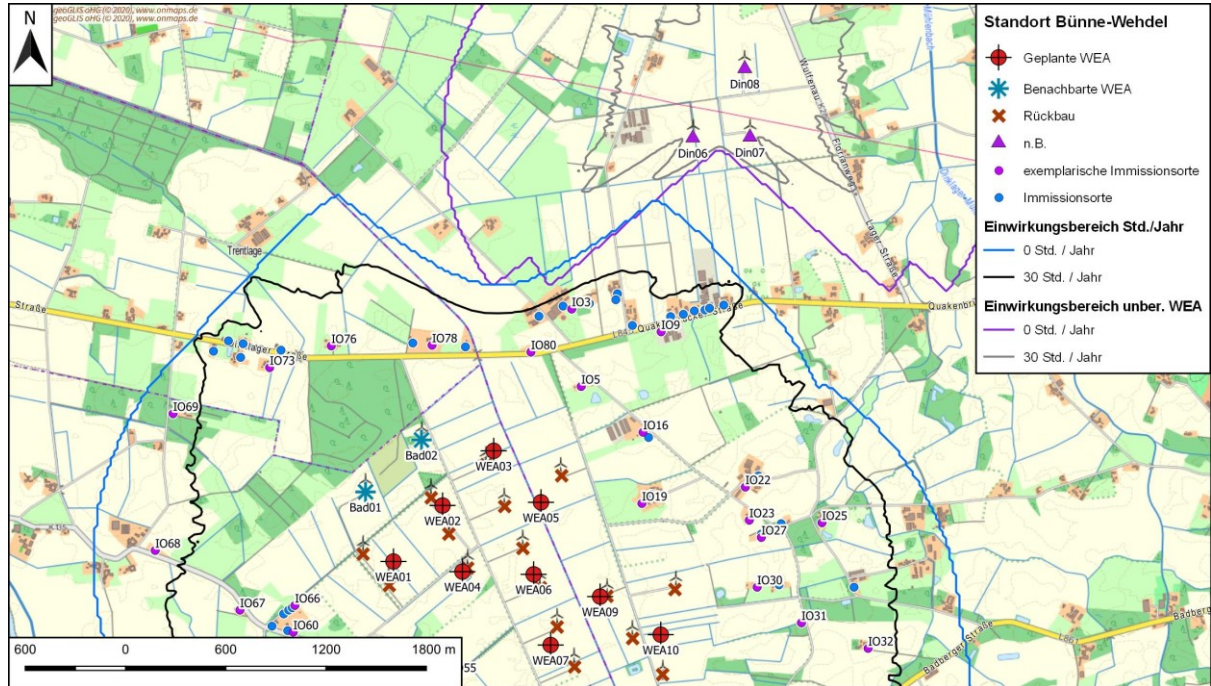 geoGLIS oHG (© 2020), www.onmaps.de
geoGLIS oHG (© 2020), www.onmaps.de
N
Standort Bünne-Wehdel
Geplante WEA
Benachbarte WEA
Rückbau
n.B.
exemplarische Immissionsorte
Immissionsorte
Einwirkungsbereich Std./Jahr
0 Std. / Jahr
30 Std. / Jahr
Einwirkungsbereich unber. WEA
0 Std. / Jahr
30 Std. / Jahr
Din08
Din06
Din07
Wulfenau
Florianweg
Lager Straße
Mühlenbach
Trentlage
Straße
IO3
IO9
IO76
IO78
IO80
IO73
IO5
IO69
IO16
Bad02
WEA03
Bad01
WEA02
WEA05
IO19
IO22
IO23
IO25
IO27
IO68
WEA01
WEA04
WEA06
IO30
IO67
IO66
WEA09
IO31
IO60
WEA10
WEA07
IO32
Badberger Straße
L861
600
0
600
1200
1800 m